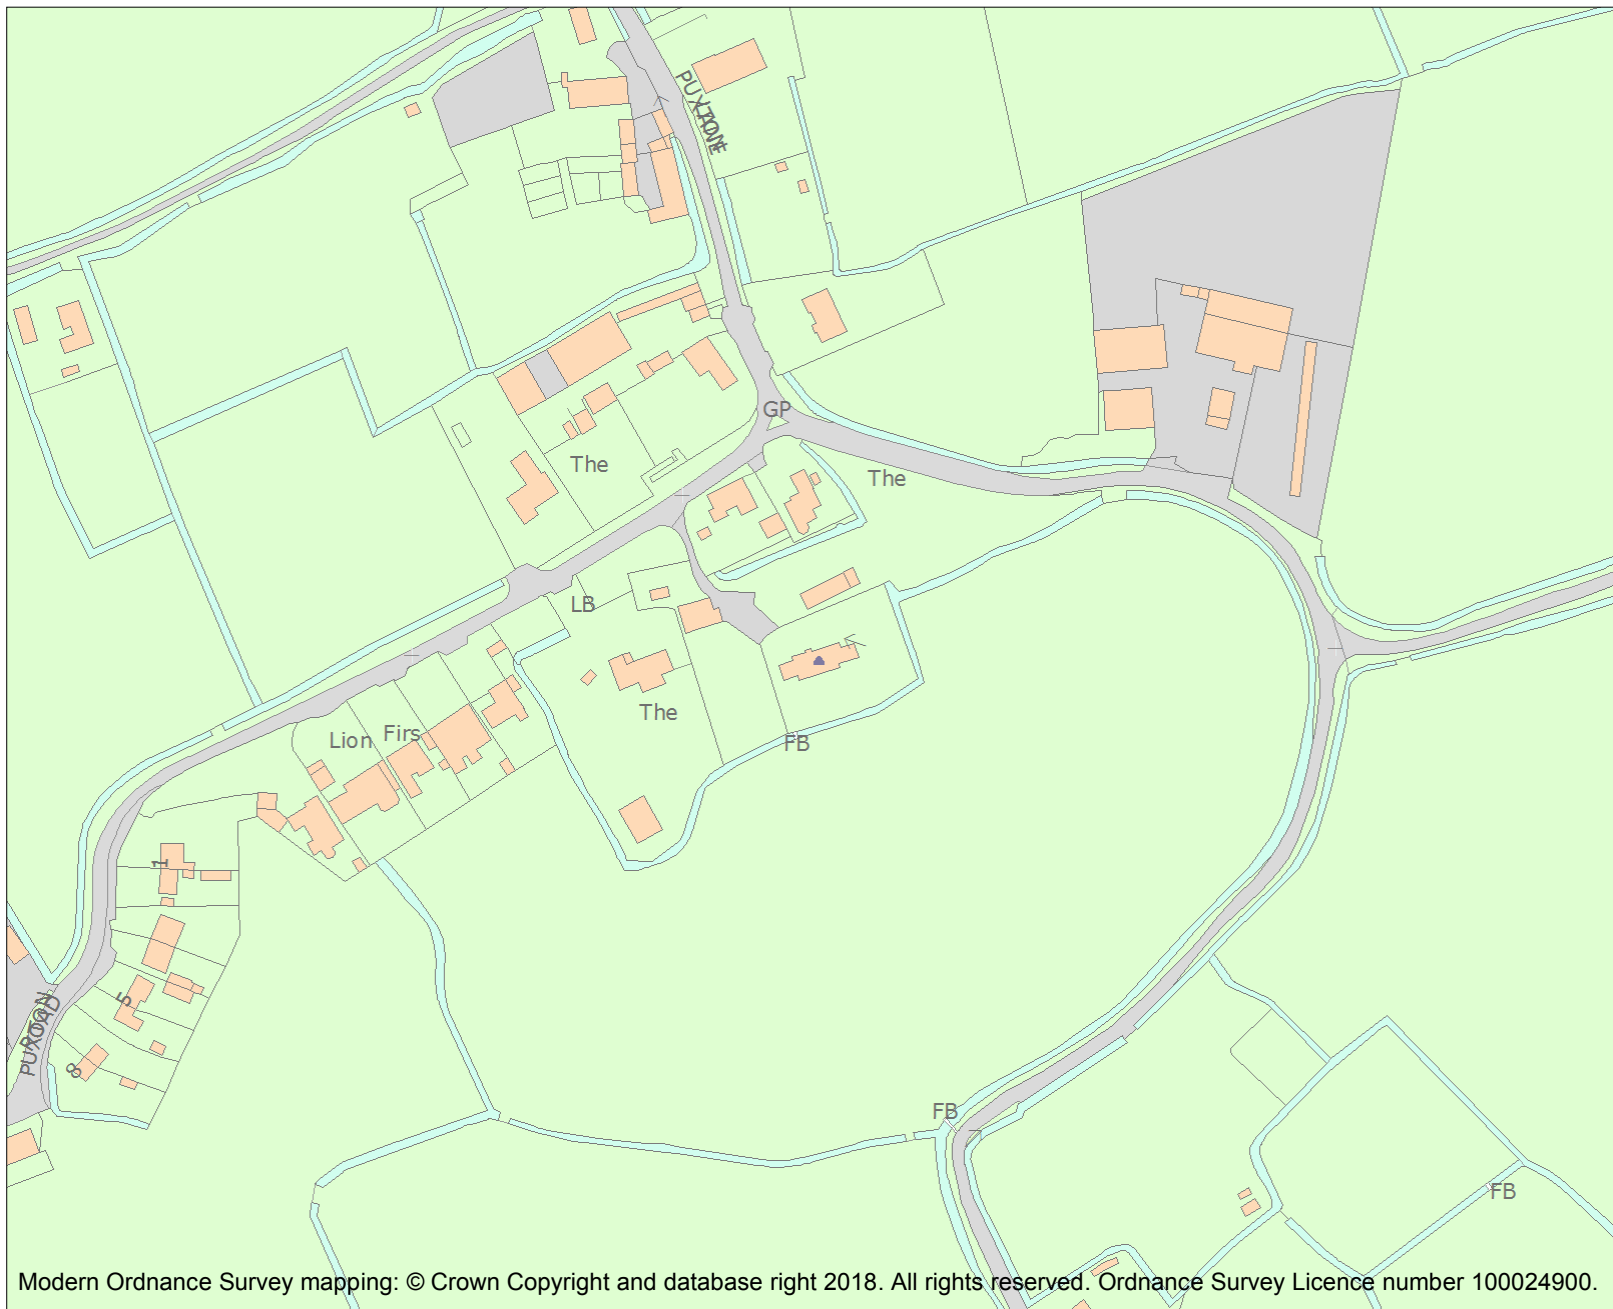 PUXTON
LANE
GP
The
The
LB
The
Lion Firs
FB
1
5
PUXTON
ROAD
8
FB
FB
Modern Ordnance Survey mapping: © Crown Copyright and database right 2018. All rights reserved. Ordnance Survey Licence number 100024900.